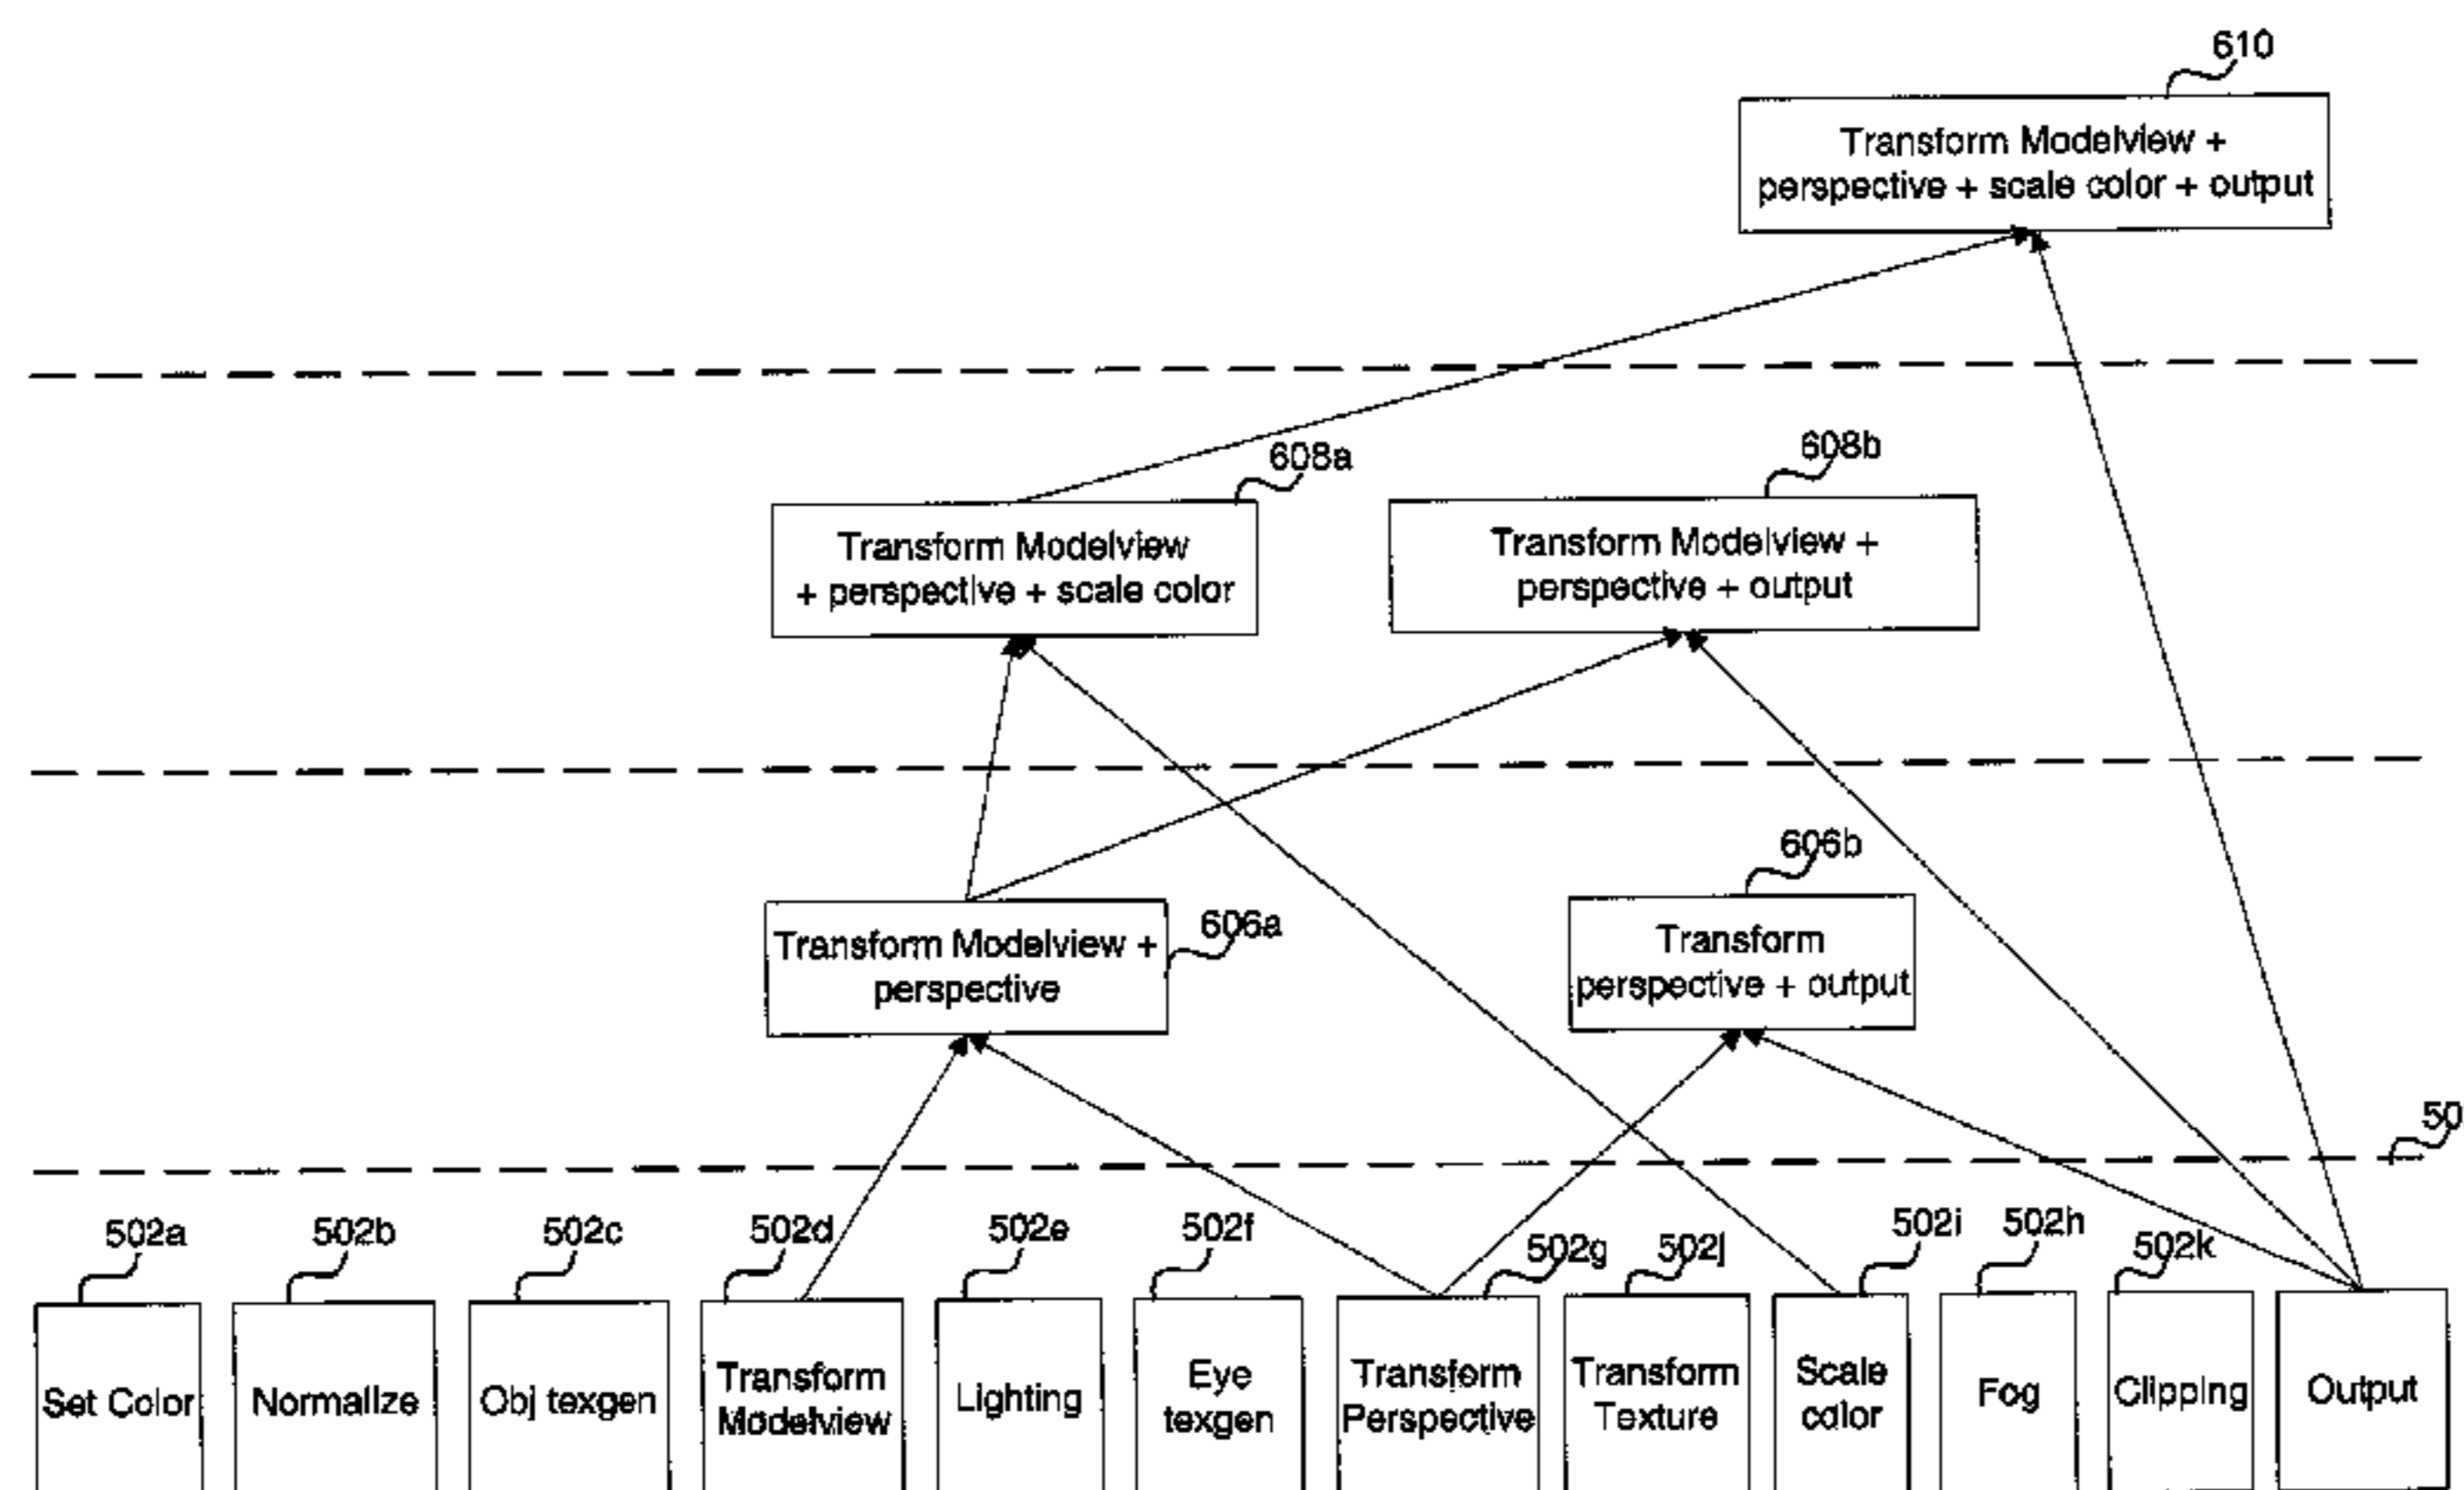 610
Transform Modelview +
perspective + scale color + output
608a
608b
Transform Modelview
+ perspective + scale color
Transform Modelview +
perspective + output
606b
606a
Transform Modelview +
perspective
Transform
perspective + output
50
502a
502b
502c
502d
502e
502f
502g
502j
502i
502h
502k
Set Color
Normalize
Obj texgen
Transform
Modelview
Lighting
Eye
texgen
Transform
Perspective
Transform
Texture
Scale
color
Fog
Clipping
Output